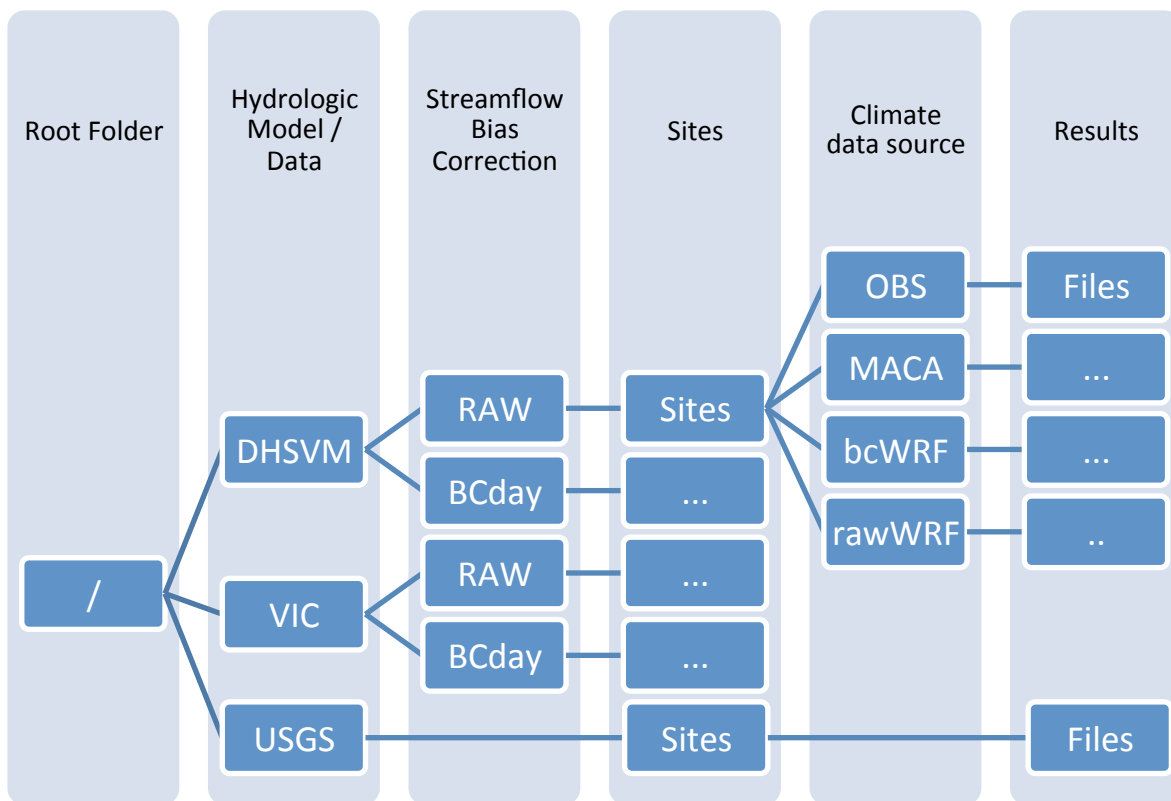 Root Folder
Hydrologic
Model /
Data
Streamflow
Bias
Correction
Sites
Climate
data source
Results
OBS
Files
MACA
...
RAW
Sites
DHSVM
bcWRF
...
BCday
...
rawWRF
..
/
VIC
RAW
...
BCday
...
USGS
Sites
Files